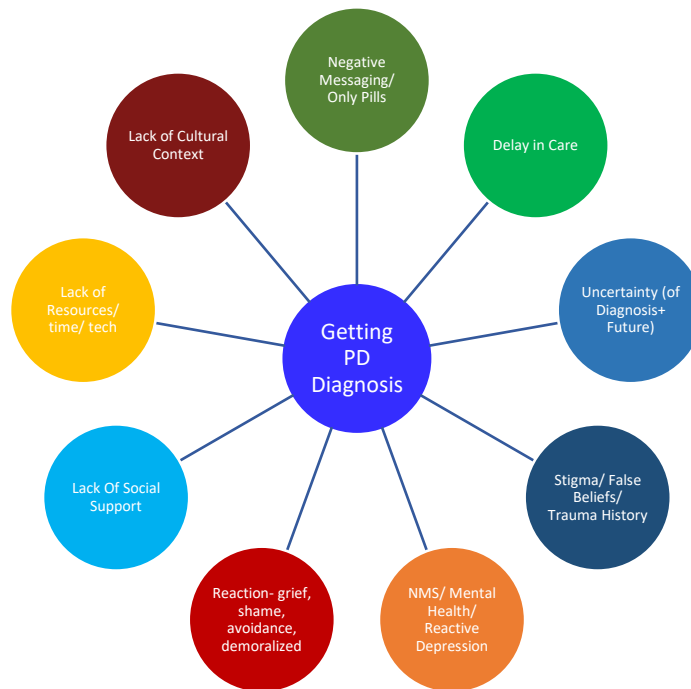 Negative
Messaging/
Only Pills
Delay in Care
Uncertainty (of
Diagnosis+
Future)
Stigma/ False
Beliefs/
Trauma History
NMS/ Mental
Health/
Reactive
Depression
Reaction- grief,
shame,
avoidance,
demoralized
Lack Of Social
Support
Lack of
Resources/
time/ tech
Lack of Cultural
Context
Getting
PD
Diagnosis